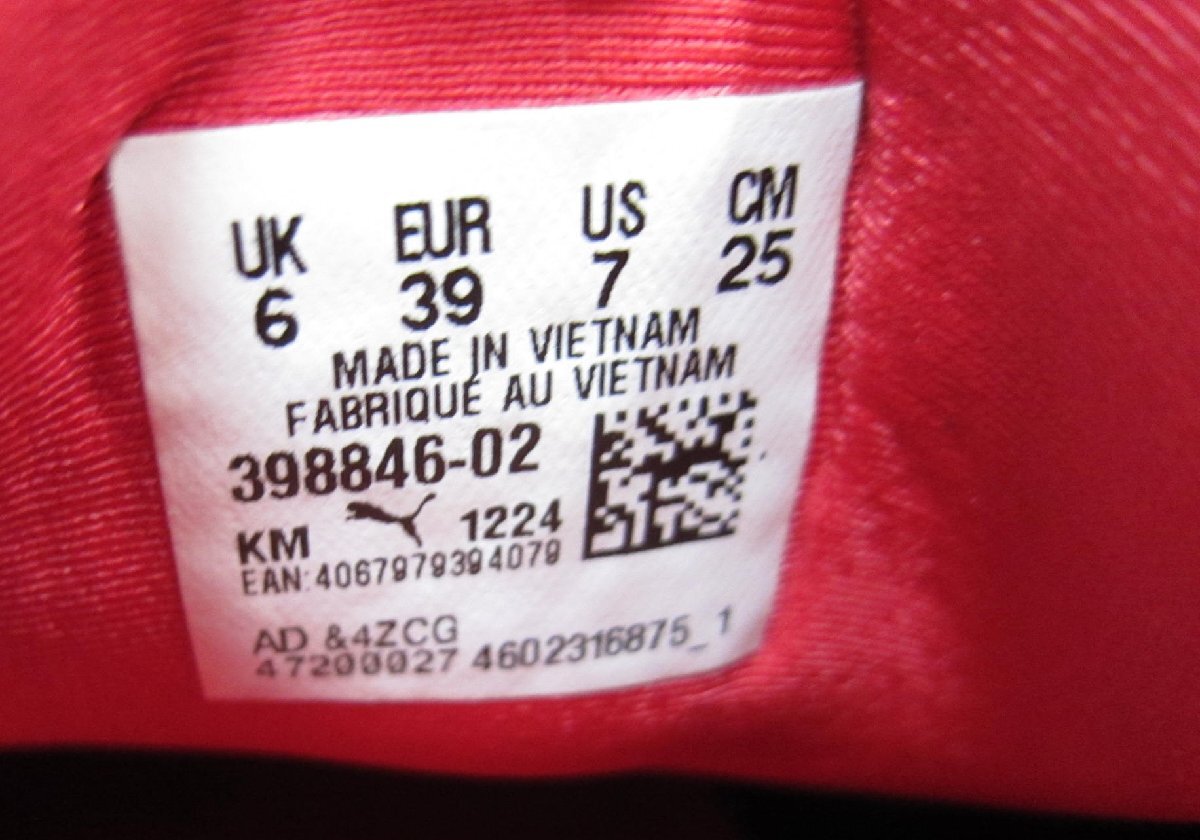 UK EUR US CM
6 39 7 25
MADE IN VIETNAM
FABRIQUÉ AU VIETNAM
398846-02
KM 1224
EAN:4067979394079
AD &4ZCG
47200027 4602316875_1